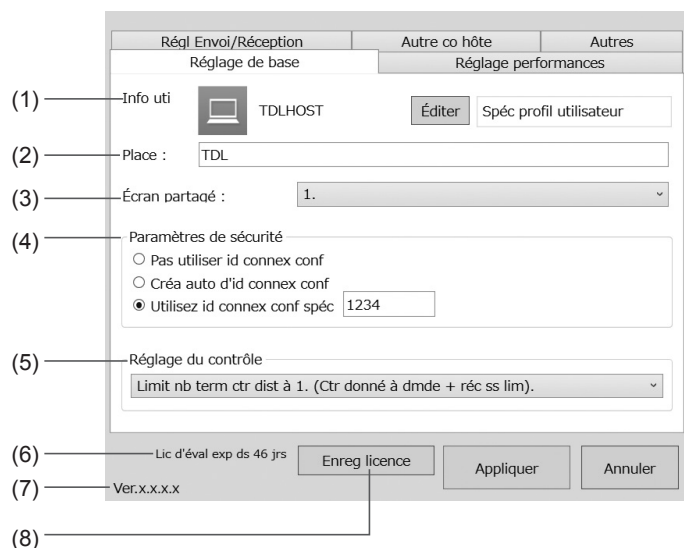 Régl Envoi/Réception Autre co hôte Autres
Réglage de base Réglage performances
(1) Info uti TDLHOST Éditer Spéc profil utilisateur
(2) Place : TDL
(3) Écran partagé : 1.
(4) Paramètres de sécurité
Pas utiliser id connex conf
Créa auto d'id connex conf
Utilisez id connex conf spéc 1234
(5) Réglage du contrôle
Limit nb term ctr dist à 1. (Ctr donné à dmde + réc ss lim).
(6) Lic d'éval exp ds 46 jrs Enreg licence Appliquer Annuler
(7) Ver.x.x.x.x
(8)